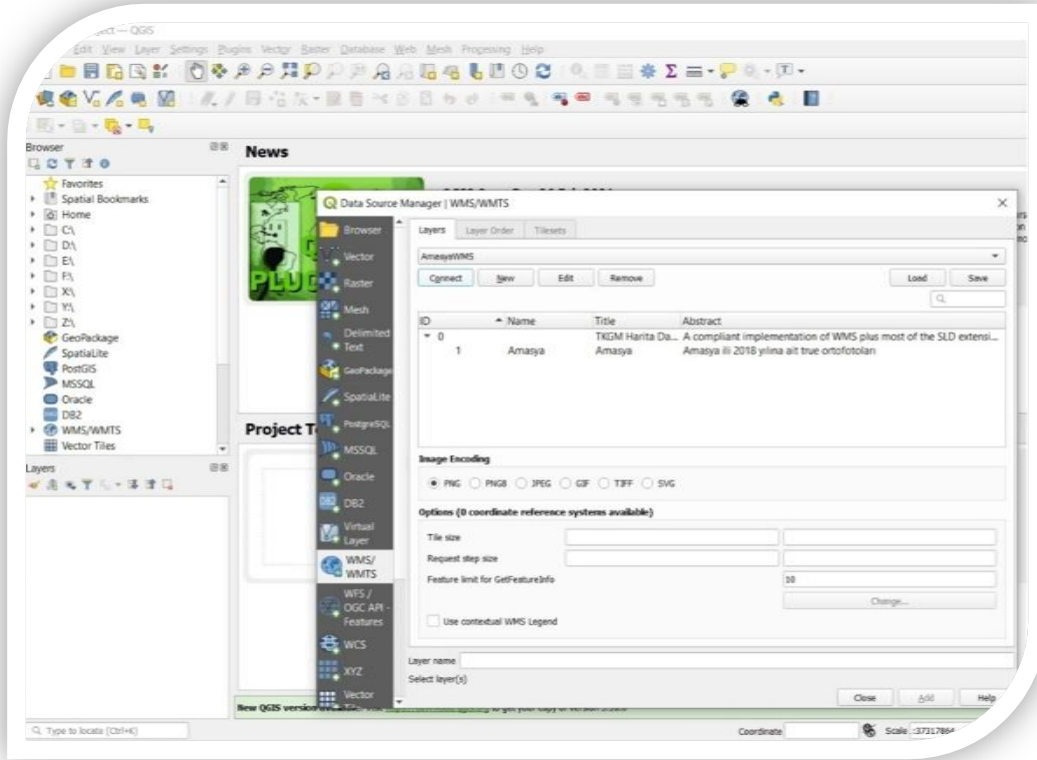 — QGIS
Edit View Layer Settings Plugins Vector Raster Database Web Mesh Processing Help
Browser
Favorites
Spatial Bookmarks
Home
C:\
D:\
E:\
F:\
X:\
Y:\
Z:\
GeoPackage
SpatiaLite
PostGIS
MSSQL
Oracle
DB2
WMS/WMTS
Vector Tiles
Layers
News
Project T
Data Source Manager | WMS/WMTS
Browser
Vector
Raster
Mesh
Delimited
Text
GeoPackage
SpatiaLite
PostgreSQL
MSSQL
Oracle
DB2
Virtual
Layer
WMS/
WMTS
WFS /
OGC API -
Features
WCS
XYZ
Vector
Layers Layer Order Tilesets
AmasyaWMS
Connect New Edit Remove Load Save
ID Name Title Abstract
0 TKGM Harita Da... A compliant implementation of WMS plus most of the SLD extensi...
1 Amasya Amasya Amasya ili 2018 yılına ait true ortofotoları
Image Encoding
PNG PNG8 JPEG GIF TIFF SVG
Options (0 coordinate reference systems available)
Tile size
Request step size
Feature limit for GetFeatureInfo 10
Change...
Use contextual WMS Legend
Layer name
Select layer(s)
Close Add Help
New QGIS version
Type to locate (Ctrl+K) Coordinate Scale :37317864